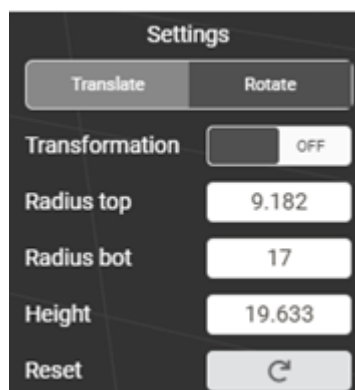 Settings
Translate Rotate
Transformation OFF
Radius top 9.182
Radius bot 17
Height 19.633
Reset